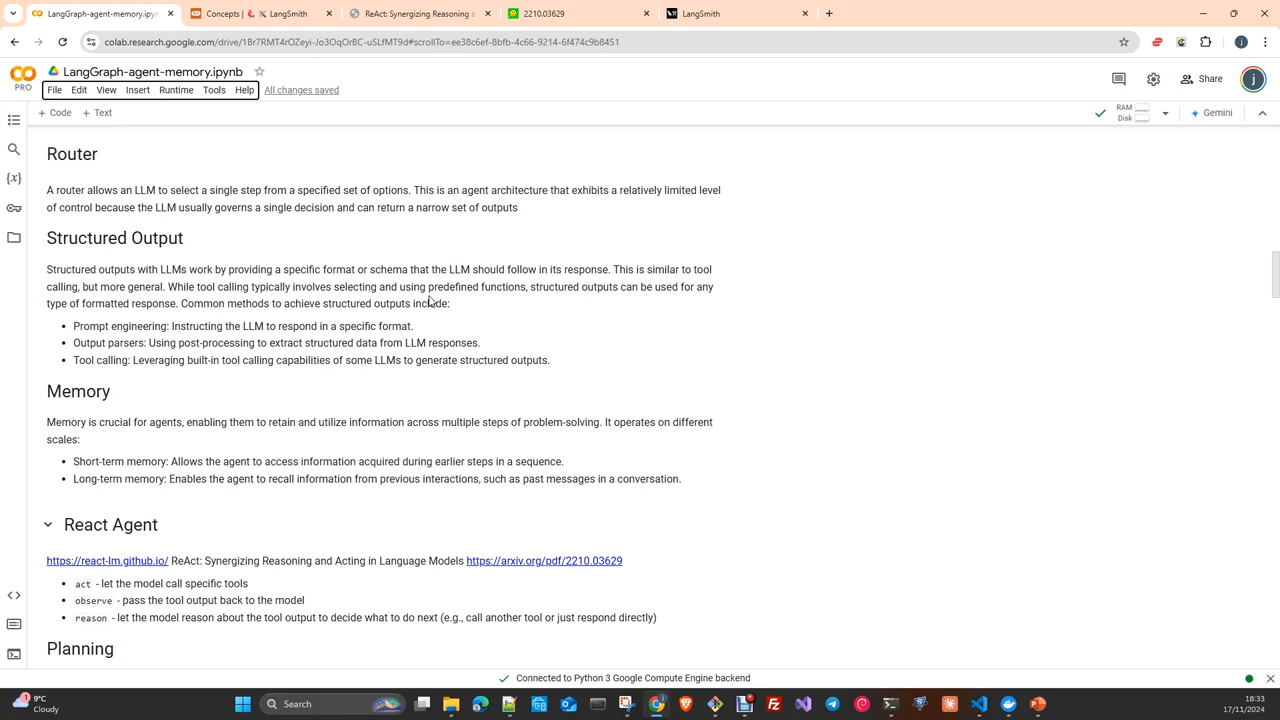 LangGraph-agent-memory.ipynb
Concepts | 🦜🛠️ LangSmith
ReAct: Synergizing Reasoning a
2210.03629
LangSmith
colab.research.google.com/drive/1Br7RMT4rOZeyi-Jo3OqOrBC-uSLfMT9d#scrollTo=ee38c6ef-8bfb-4c66-9214-6f474c9b8451
PRO
LangGraph-agent-memory.ipynb
File Edit View Insert Runtime Tools Help All changes saved
Share
j
+ Code + Text
RAM
Disk
Gemini
Router
A router allows an LLM to select a single step from a specified set of options. This is an agent architecture that exhibits a relatively limited level
of control because the LLM usually governs a single decision and can return a narrow set of outputs
Structured Output
Structured outputs with LLMs work by providing a specific format or schema that the LLM should follow in its response. This is similar to tool
calling, but more general. While tool calling typically involves selecting and using predefined functions, structured outputs can be used for any
type of formatted response. Common methods to achieve structured outputs include:
• Prompt engineering: Instructing the LLM to respond in a specific format.
• Output parsers: Using post-processing to extract structured data from LLM responses.
• Tool calling: Leveraging built-in tool calling capabilities of some LLMs to generate structured outputs.
Memory
Memory is crucial for agents, enabling them to retain and utilize information across multiple steps of problem-solving. It operates on different
scales:
• Short-term memory: Allows the agent to access information acquired during earlier steps in a sequence.
• Long-term memory: Enables the agent to recall information from previous interactions, such as past messages in a conversation.
React Agent
https://react-lm.github.io/ ReAct: Synergizing Reasoning and Acting in Language Models https://arxiv.org/pdf/2210.03629
• act - let the model call specific tools
• observe - pass the tool output back to the model
• reason - let the model reason about the tool output to decide what to do next (e.g., call another tool or just respond directly)
Planning
Connected to Python 3 Google Compute Engine backend
1
9°C
Cloudy
Search
18:33
17/11/2024